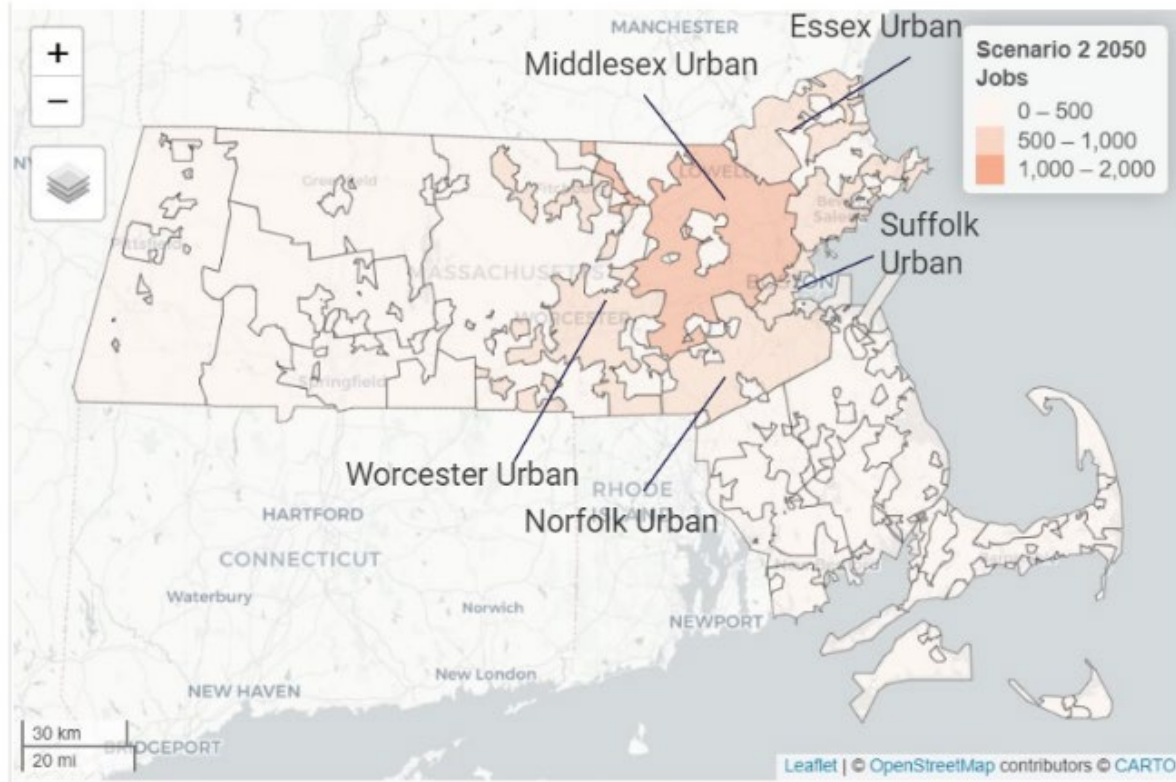 MANCHESTER
Essex Urban
+
−
Middlesex Urban
Scenario 2 2050
Jobs
0 – 500
500 – 1,000
1,000 – 2,000
LOWELL
Greenfield
Pittsfield
Suffolk
Urban
MASSACHUSETTS
BOSTON
WORCESTER
Springfield
Worcester Urban
RHODE
Norfolk Urban
HARTFORD
CONNECTICUT
Waterbury
Norwich
NEWPORT
New London
NEW HAVEN
30 km
20 mi
BRIDGEPORT
Leaflet | © OpenStreetMap contributors © CARTO